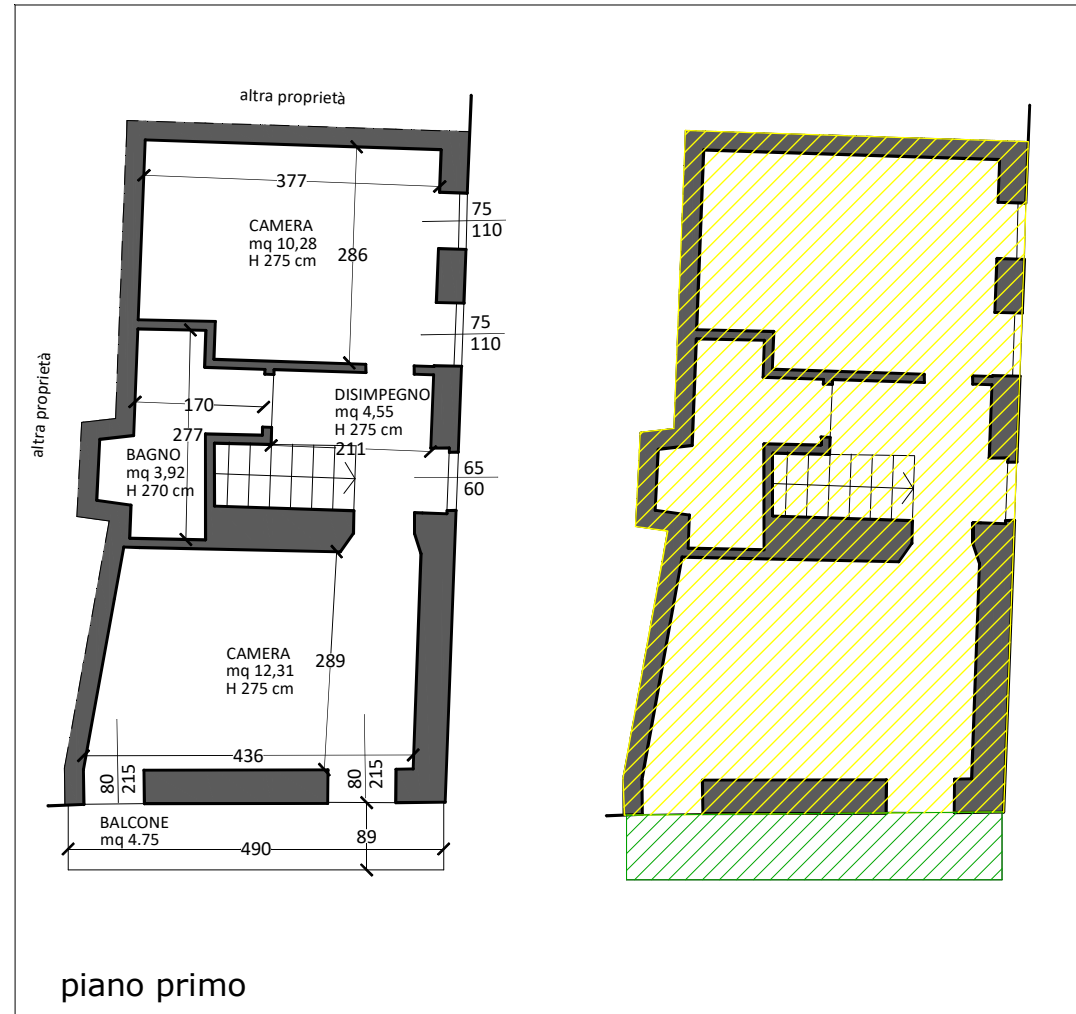 altra proprietà
377
75
110
CAMERA
mq 10,28
H 275 cm
286
75
110
altra proprietà
DISIMPEGNO
mq 4,55
H 275 cm
211
170
277
BAGNO
mq 3,92
H 270 cm
65
60
CAMERA
mq 12,31
H 275 cm
289
436
80
215
80
215
BALCONE
mq 4.75
89
490
piano primo